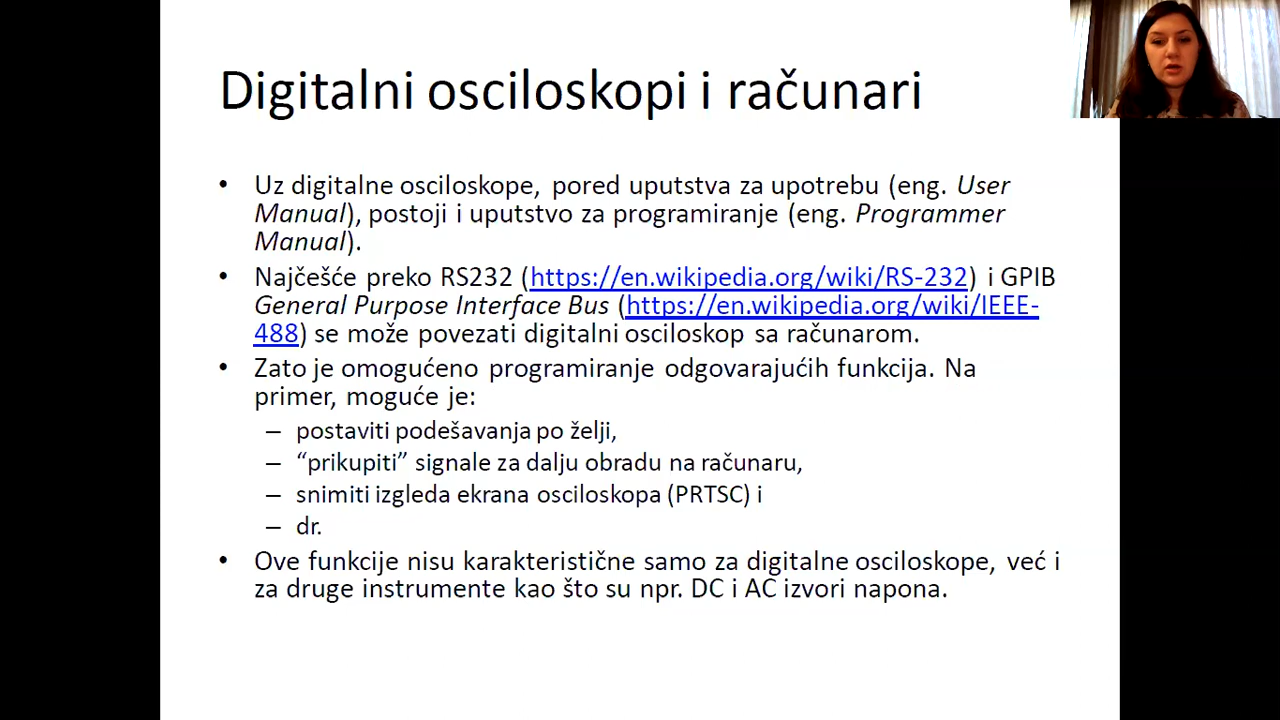 Digitalni osciloskopi i računari
• Uz digitalne osciloskope, pored uputstva za upotrebu (eng. User
Manual), postoji i uputstvo za programiranje (eng. Programmer
Manual).
• Najčešće preko RS232 (https://en.wikipedia.org/wiki/RS-232) i GPIB
General Purpose Interface Bus (https://en.wikipedia.org/wiki/IEEE-
488) se može povezati digitalni osciloskop sa računarom.
• Zato je omogućeno programiranje odgovarajućih funkcija. Na
primer, moguće je:
– postaviti podešavanja po želji,
– “prikupiti” signale za dalju obradu na računaru,
– snimiti izgleda ekrana osciloskopa (PRTSC) i
– dr.
• Ove funkcije nisu karakteristične samo za digitalne osciloskope, već i
za druge instrumente kao što su npr. DC i AC izvori napona.